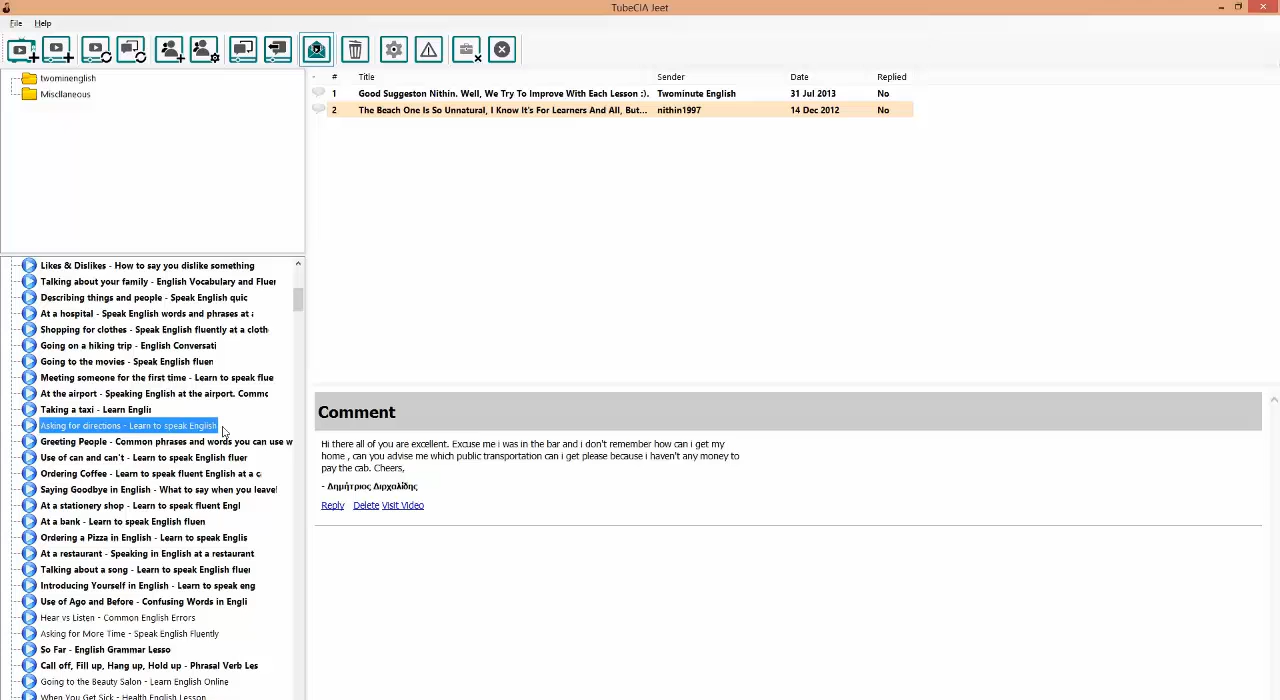 TubeCIA Jeet
File Help
twominenglish
Miscllaneous
# Title Sender Date Replied
1 Good Suggeston Nithin. Well, We Try To Improve With Each Lesson :). Twominute English 31 Jul 2013 No
2 The Beach One Is So Unnatural, I Know It's For Learners And All, But... nithin1997 14 Dec 2012 No
Likes & Dislikes - How to say you dislike something
Talking about your family - English Vocabulary and Fluer
Describing things and people - Speak English quic
At a hospital - Speak English words and phrases at a
Shopping for clothes - Speak English fluently at a cloth
Going on a hiking trip - English Conversati
Going to the movies - Speak English fluen
Meeting someone for the first time - Learn to speak flue
At the airport - Speaking English at the airport. Commo
Taking a taxi - Learn Englis
Asking for directions - Learn to speak English
Greeting People - Common phrases and words you can use w
Use of can and can't - Learn to speak English fluer
Ordering Coffee - Learn to speak fluent English at a c
Saying Goodbye in English - What to say when you leave!
At a stationery shop - Learn to speak fluent Engl
At a bank - Learn to speak English fluen
Ordering a Pizza in English - Learn to speak Englis
At a restaurant - Speaking in English at a restaurant
Talking about a song - Learn to speak English fluer
Introducing Yourself in English - Learn to speak eng
Use of Ago and Before - Confusing Words in Engli
Hear vs Listen - Common English Errors
Asking for More Time - Speak English Fluently
So Far - English Grammar Lesso
Call off, Fill up, Hang up, Hold up - Phrasal Verb Les
Going to the Beauty Salon - Learn English Online
When You Get Sick - Health English Lesson
Comment
Hi there all of you are excellent. Excuse me i was in the bar and i don't remember how can i get my
home , can you advise me which public transportation can i get please because i haven't any money to
pay the cab. Cheers,
- Δημήτριος Διρχαλίδης
Reply Delete Visit Video